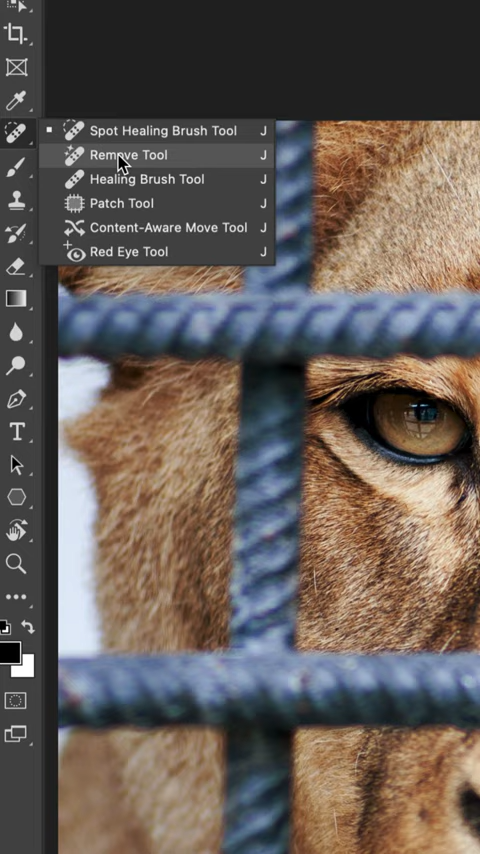 Spot Healing Brush Tool J
Remove Tool J
Healing Brush Tool J
Patch Tool J
Content-Aware Move Tool J
Red Eye Tool J